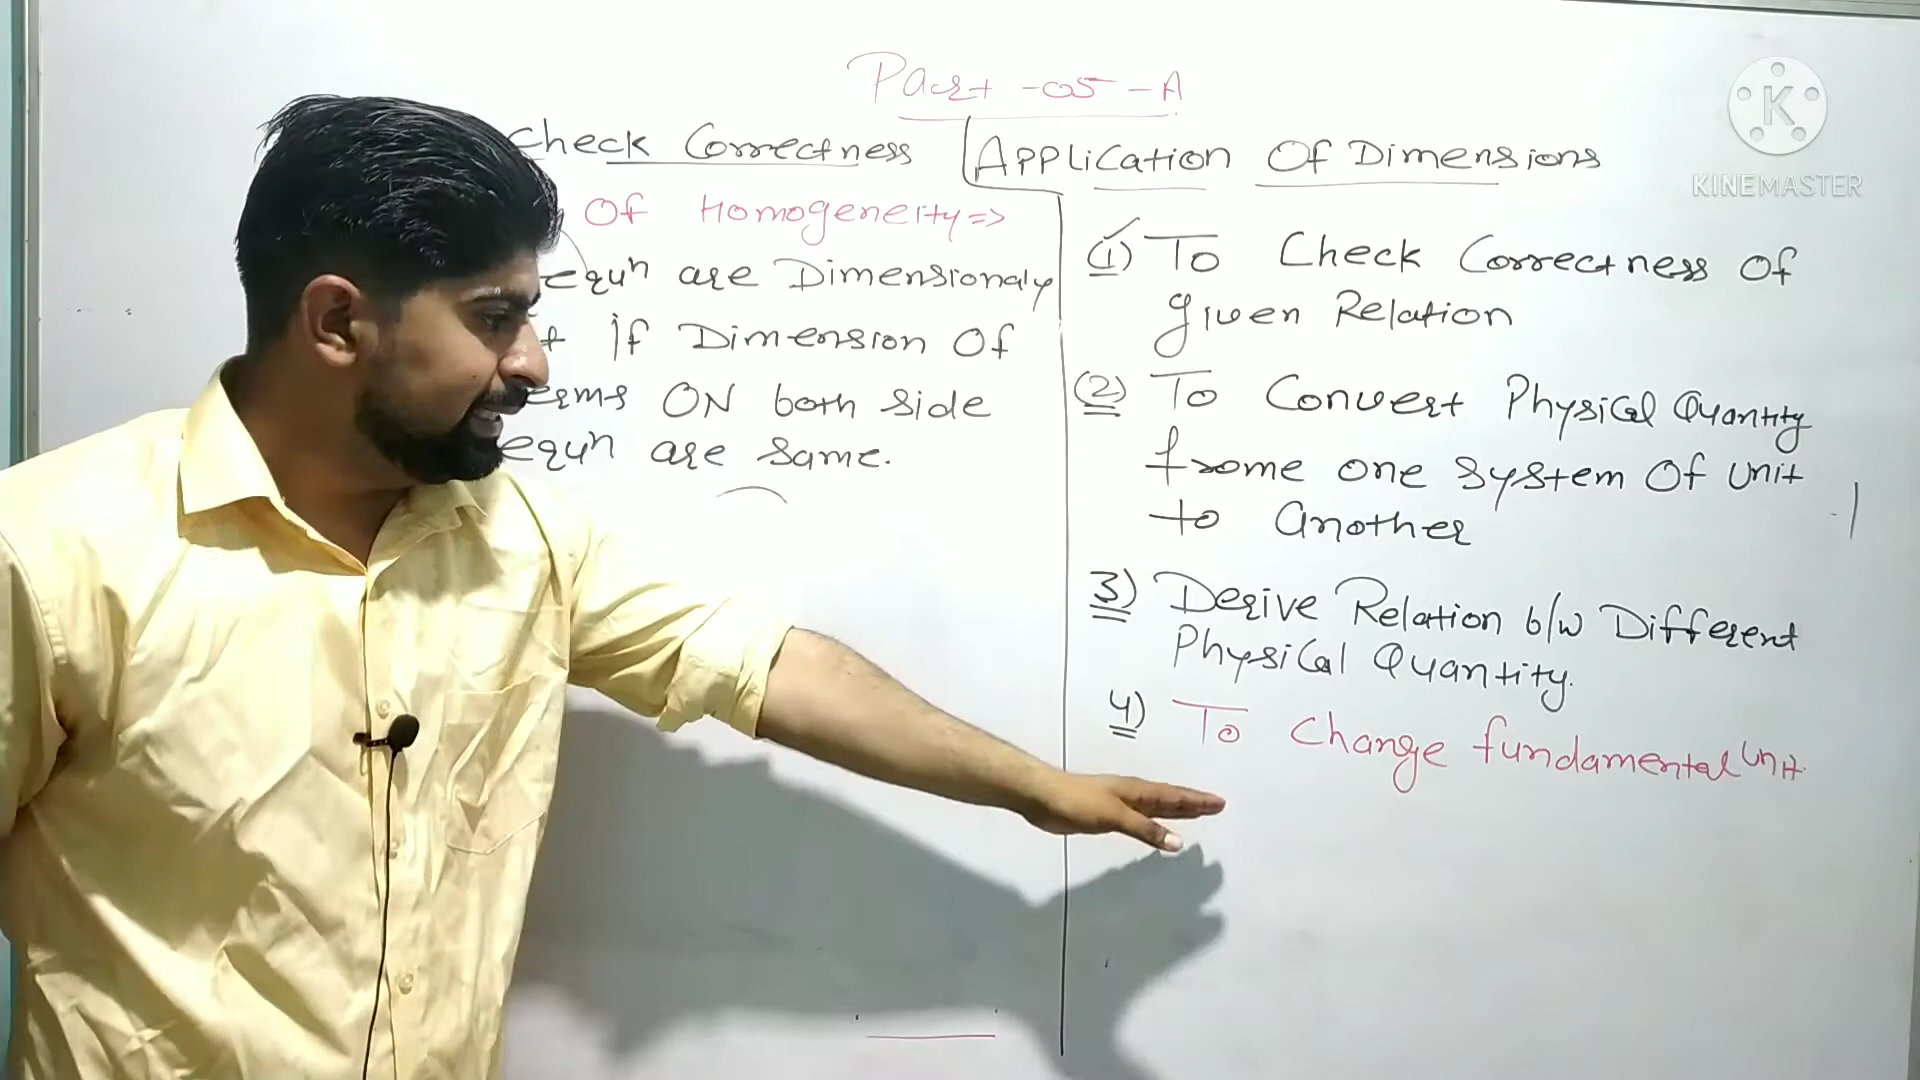 Part -05 -A
Check Correctness
Of Homogeneity =>
equn are Dimensionaly
if Dimension Of
ON both side
equn are same.
Application Of Dimensions
(1) To Check Correctness Of
given Relation
(2) To Convert Physical Quantity
frome one System Of Unit
to Another
3) Derive Relation b/w Different
Physical Quantity.
4) To Change fundamental Unit.
K
KINEMASTER